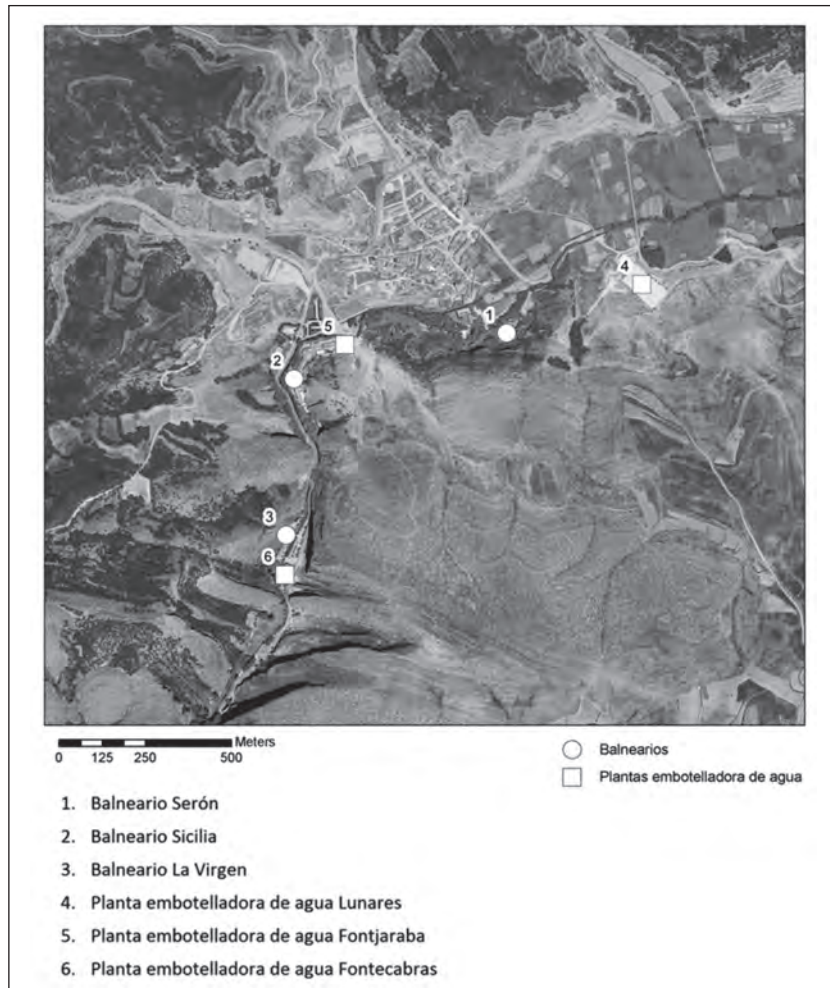 4
1
5
2
3
6
Meters
0 125 250 500
Balnearios
Plantas embotelladora de agua
1. Balneario Serón
2. Balneario Sicilia
3. Balneario La Virgen
4. Planta embotelladora de agua Lunares
5. Planta embotelladora de agua Fontjaraba
6. Planta embotelladora de agua Fontecabras